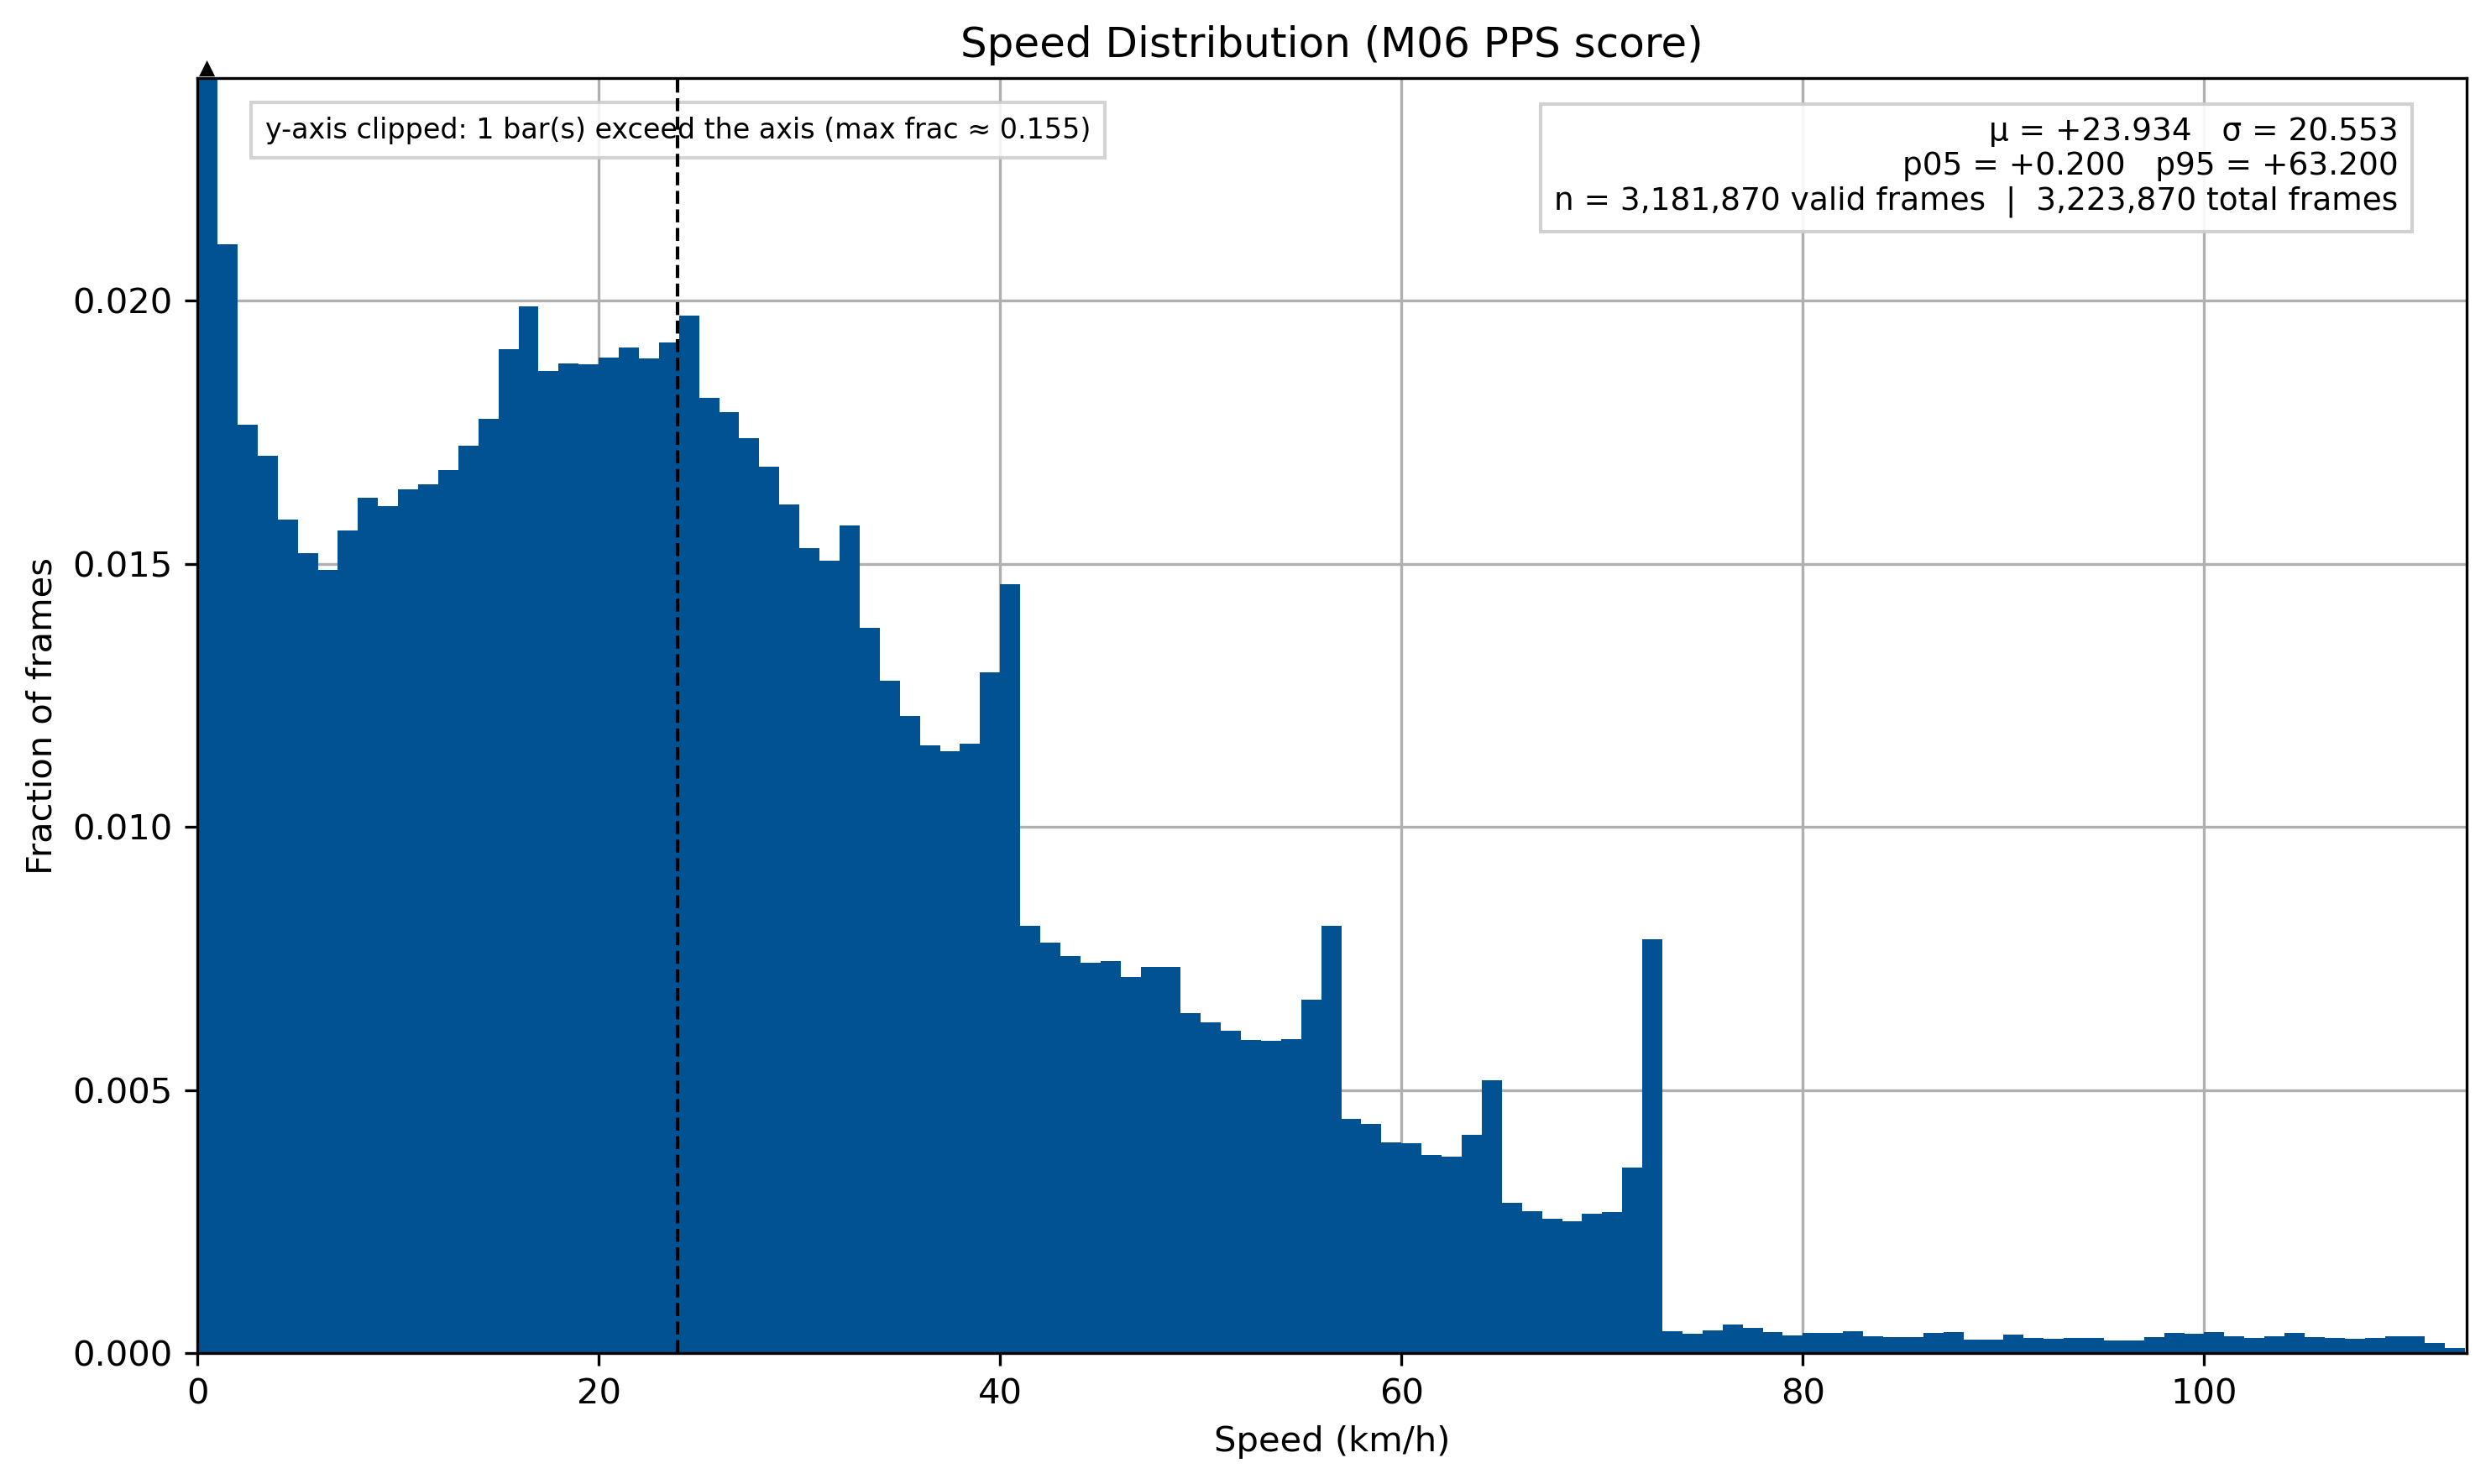 Speed Distribution (M06 PPS score)
y-axis clipped: 1 bar(s) exceed the axis (max frac ≈ 0.155)
μ = +23.934   σ = 20.553
p05 = +0.200   p95 = +63.200
n = 3,181,870 valid frames  |  3,223,870 total frames
Fraction of frames
0.020
0.015
0.010
0.005
0.000
0
20
40
60
80
100
Speed (km/h)